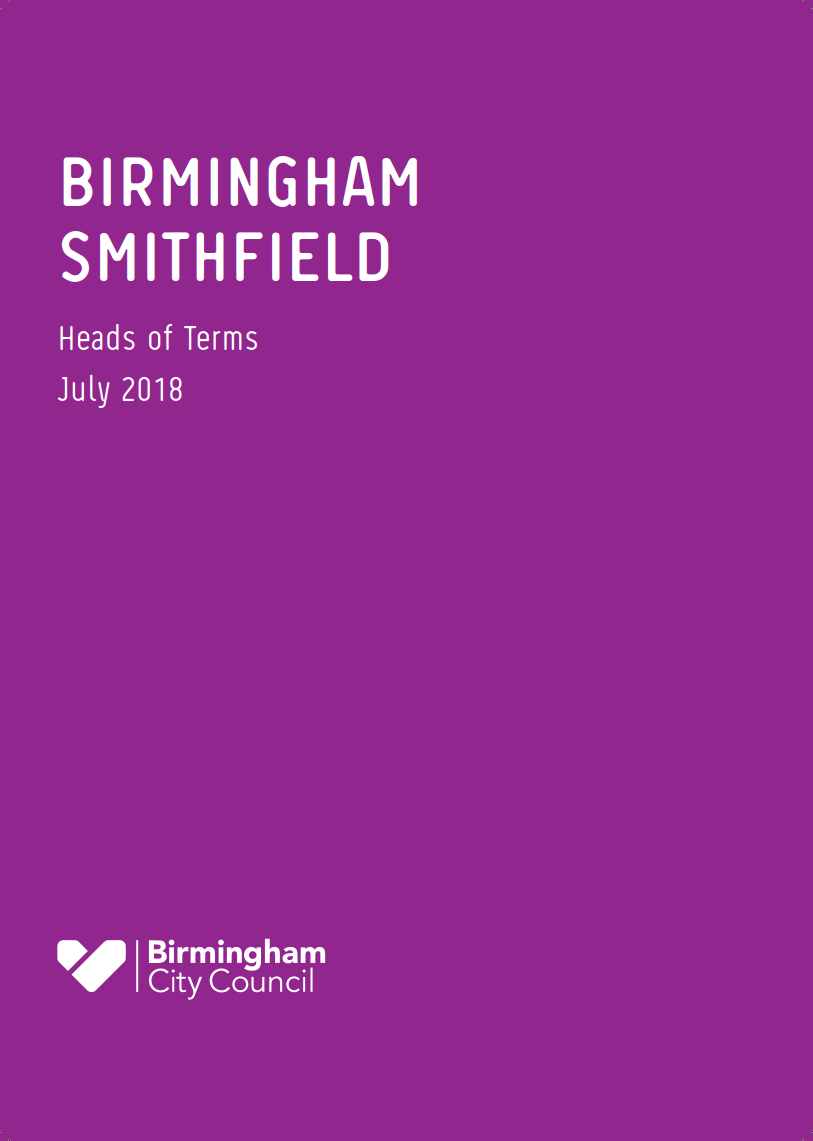 BIRMINGHAM
SMITHFIELD
Heads of Terms
July 2018
Birmingham
City Council